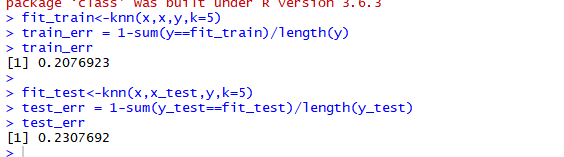 package 'class' was built under R version 3.6.3
> fit_train<-knn(x,x,y,k=5)
> train_err = 1-sum(y==fit_train)/length(y)
> train_err
[1] 0.2076923
>
> fit_test<-knn(x,x_test,y,k=5)
> test_err = 1-sum(y_test==fit_test)/length(y_test)
> test_err
[1] 0.2307692
>